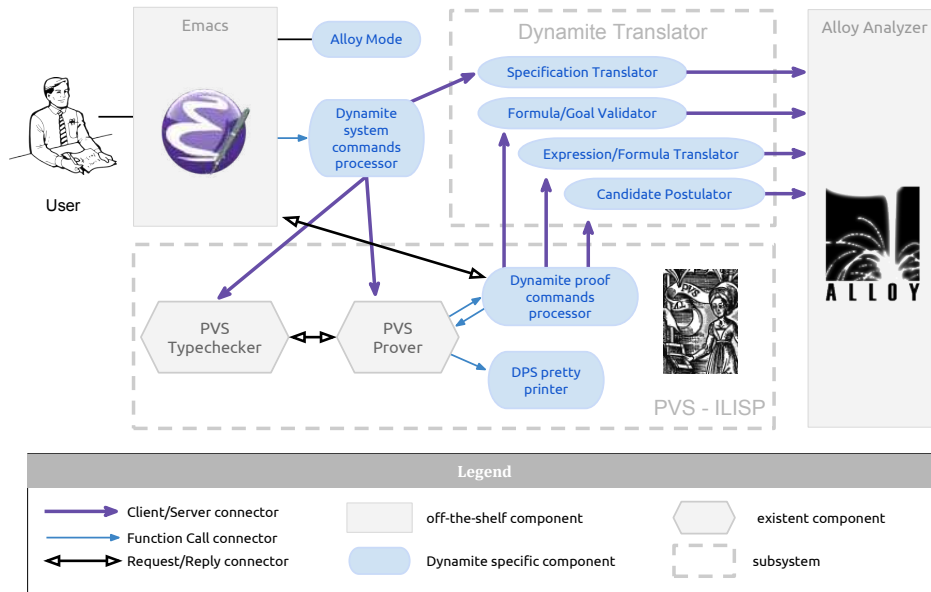 Emacs
Alloy Mode
Dynamite Translator
Alloy Analyzer
Specification Translator
Dynamite
system
commands
processor
Formula/Goal Validator
Expression/Formula Translator
Candidate Postulator
User
ALLOY
Dynamite proof
commands
processor
PVS
Typechecker
PVS
Prover
DPS pretty
printer
PVS - ILISP
Legend
Client/Server connector
Function Call connector
Request/Reply connector
off-the-shelf component
Dynamite specific component
existent component
subsystem